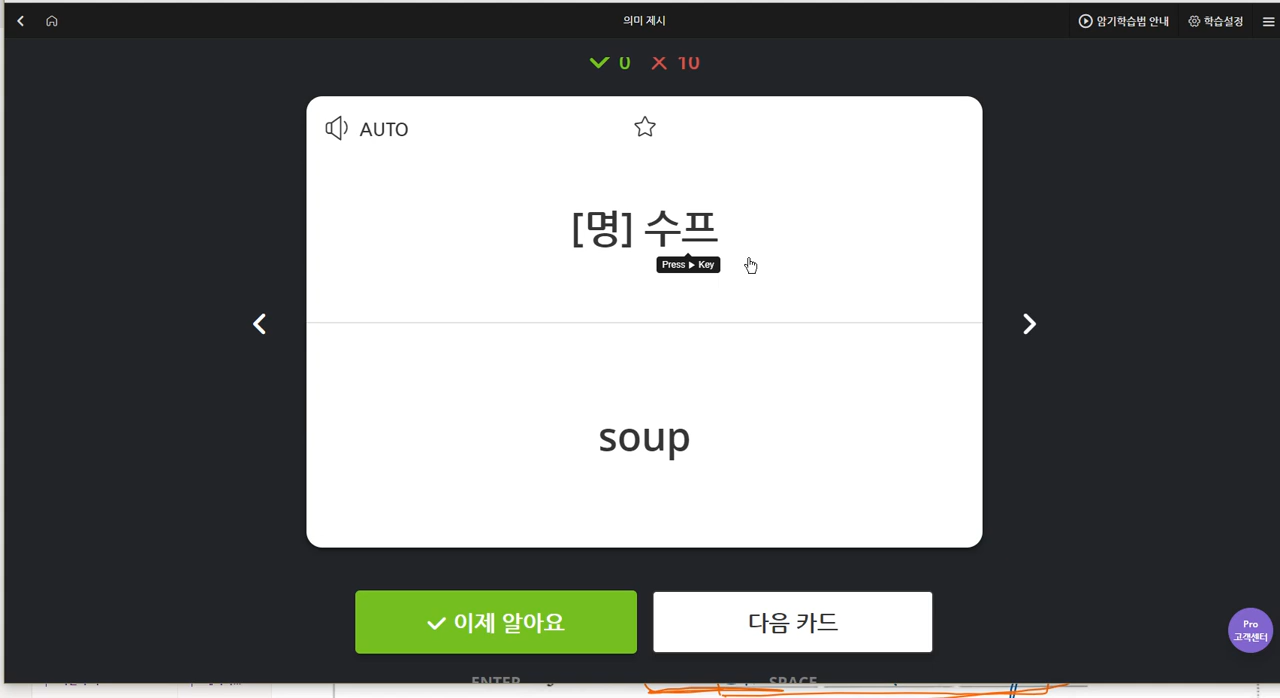 의미 제시
암기학습법 안내
학습설정
0
10
AUTO
[명] 수프
Press ▶ Key
soup
이제 알아요
다음 카드
Pro
고객센터
ENTER
SPACE